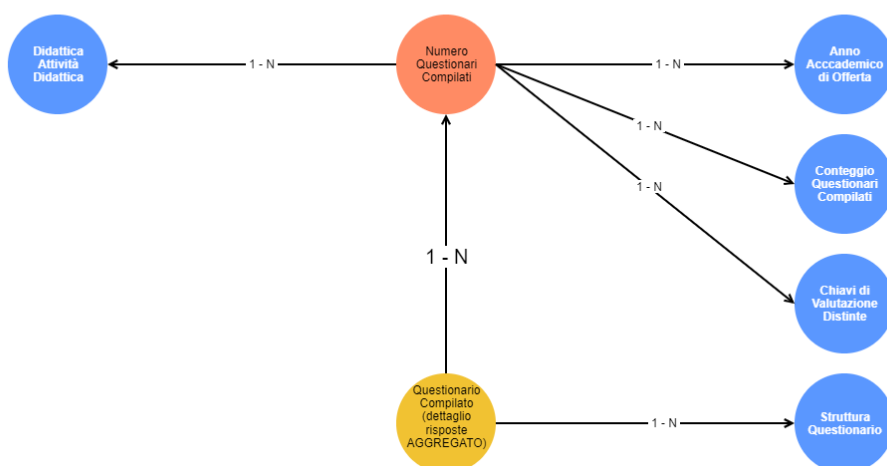 Didattica
Attività
Didattica
1 - N
Numero
Questionari
Compilati
1 - N
Anno
Acccademico
di Offerta
1 - N
Conteggio
Questionari
Compilati
1 - N
1 - N
Chiavi di
Valutazione
Distinte
Questionario
Compilato
(dettaglio
risposte
AGGREGATO)
1 - N
Struttura
Questionario